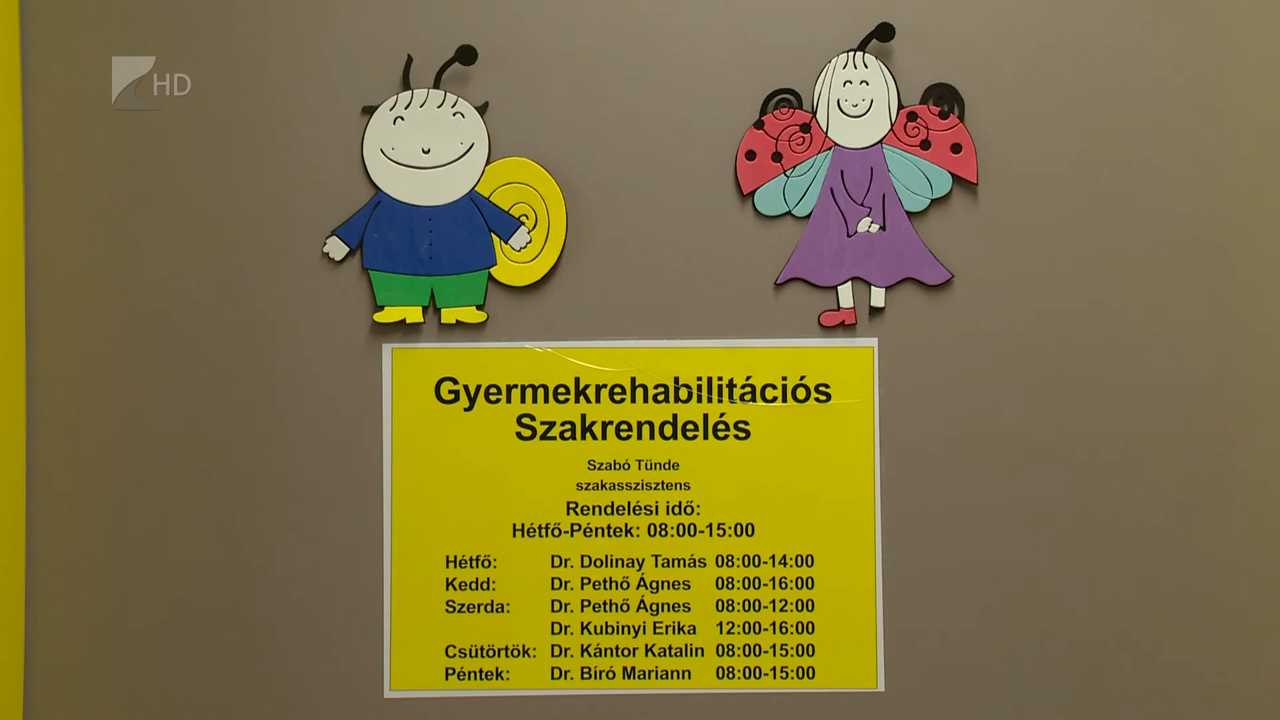 HD
Gyermekrehabilitációs
Szakrendelés
Szabó Tünde
szakasszisztens
Rendelési idő:
Hétfő-Péntek: 08:00-15:00
Hétfő: Dr. Dolinay Tamás 08:00-14:00
Kedd: Dr. Pethő Ágnes 08:00-16:00
Szerda: Dr. Pethő Ágnes 08:00-12:00
Dr. Kubinyi Erika 12:00-16:00
Csütörtök: Dr. Kántor Katalin 08:00-15:00
Péntek: Dr. Bíró Mariann 08:00-15:00